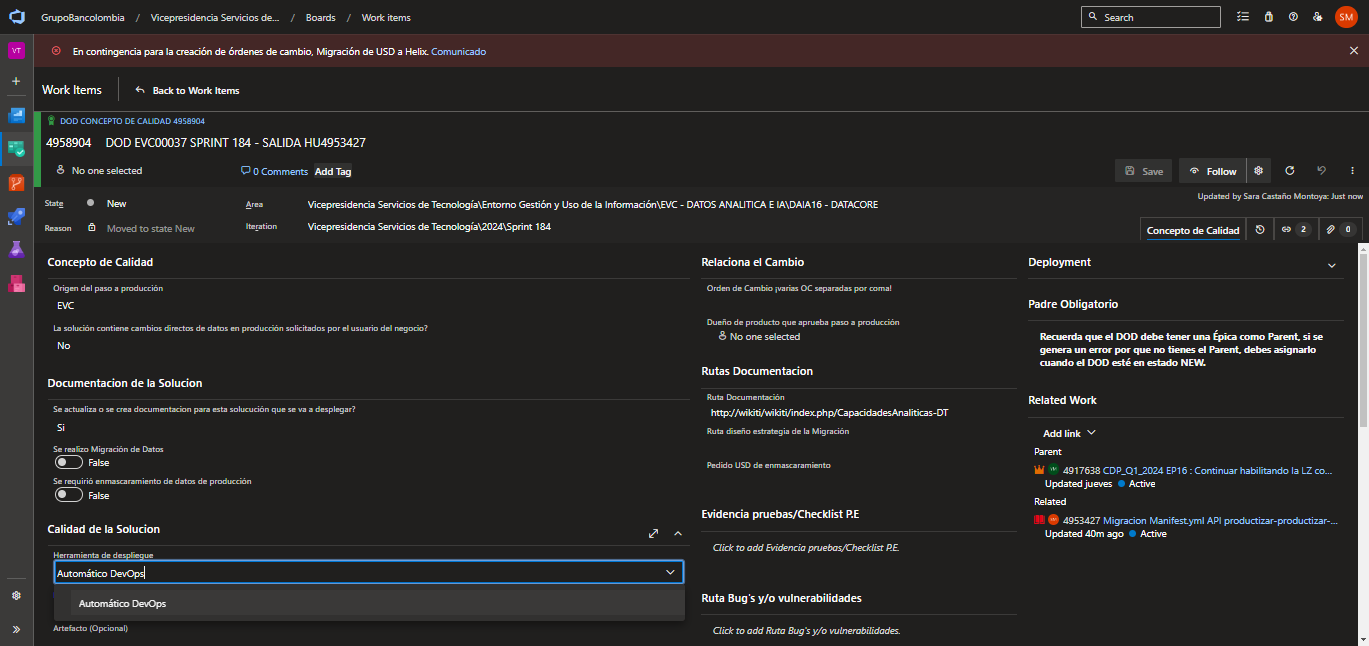 GrupoBancolombia / Vicepresidencia Servicios de... / Boards / Work items
Search
SM
VT
En contingencia para la creación de órdenes de cambio, Migración de USD a Helix. Comunicado
Work Items
Back to Work Items
DOD CONCEPTO DE CALIDAD 4958904
4958904 DOD EVC00037 SPRINT 184 - SALIDA HU4953427
No one selected
0 Comments
Add Tag
Save
Follow
State
New
Area
Vicepresidencia Servicios de Tecnología\Entorno Gestión y Uso de la Información\EVC - DATOS ANALITICA E IA\DAIA16 - DATACORE
Updated by Sara Castaño Montoya: Just now
Reason
Moved to state New
Iteration
Vicepresidencia Servicios de Tecnología\2024\Sprint 184
Concepto de Calidad
2
0
Concepto de Calidad
Origen del paso a producción
EVC
La solución contiene cambios directos de datos en producción solicitados por el usuario del negocio?
No
Documentacion de la Solucion
Se actualiza o se crea documentacion para esta solucución que se va a desplegar?
Si
Se realizo Migración de Datos
False
Se requirió enmascaramiento de datos de producción
False
Calidad de la Solucion
Herramienta de despliegue
Automático DevOps
Automático DevOps
Artefacto (Opcional)
Relaciona el Cambio
Orden de Cambio ¡varias OC separadas por coma!
Dueño de producto que aprueba paso a producción
No one selected
Rutas Documentacion
Ruta Documentación
http://wikiti/wikiti/index.php/CapacidadesAnaliticas-DT
Ruta diseño estrategia de la Migración
Pedido USD de enmascaramiento
Evidencia pruebas/Checklist P.E
Click to add Evidencia pruebas/Checklist P.E.
Ruta Bug's y/o vulnerabilidades
Click to add Ruta Bug's y/o vulnerabilidades.
Deployment
Padre Obligatorio
Recuerda que el DOD debe tener una Épica como Parent, si se
genera un error por que no tienes el Parent, debes asignarlo
cuando el DOD esté en estado NEW.
Related Work
Add link
Parent
4917638 CDP_Q1_2024 EP16 : Continuar habilitando la LZ co...
Updated jueves Active
Related
4953427 Migracion Manifest.yml API productizar-productizar-...
Updated 40m ago Active